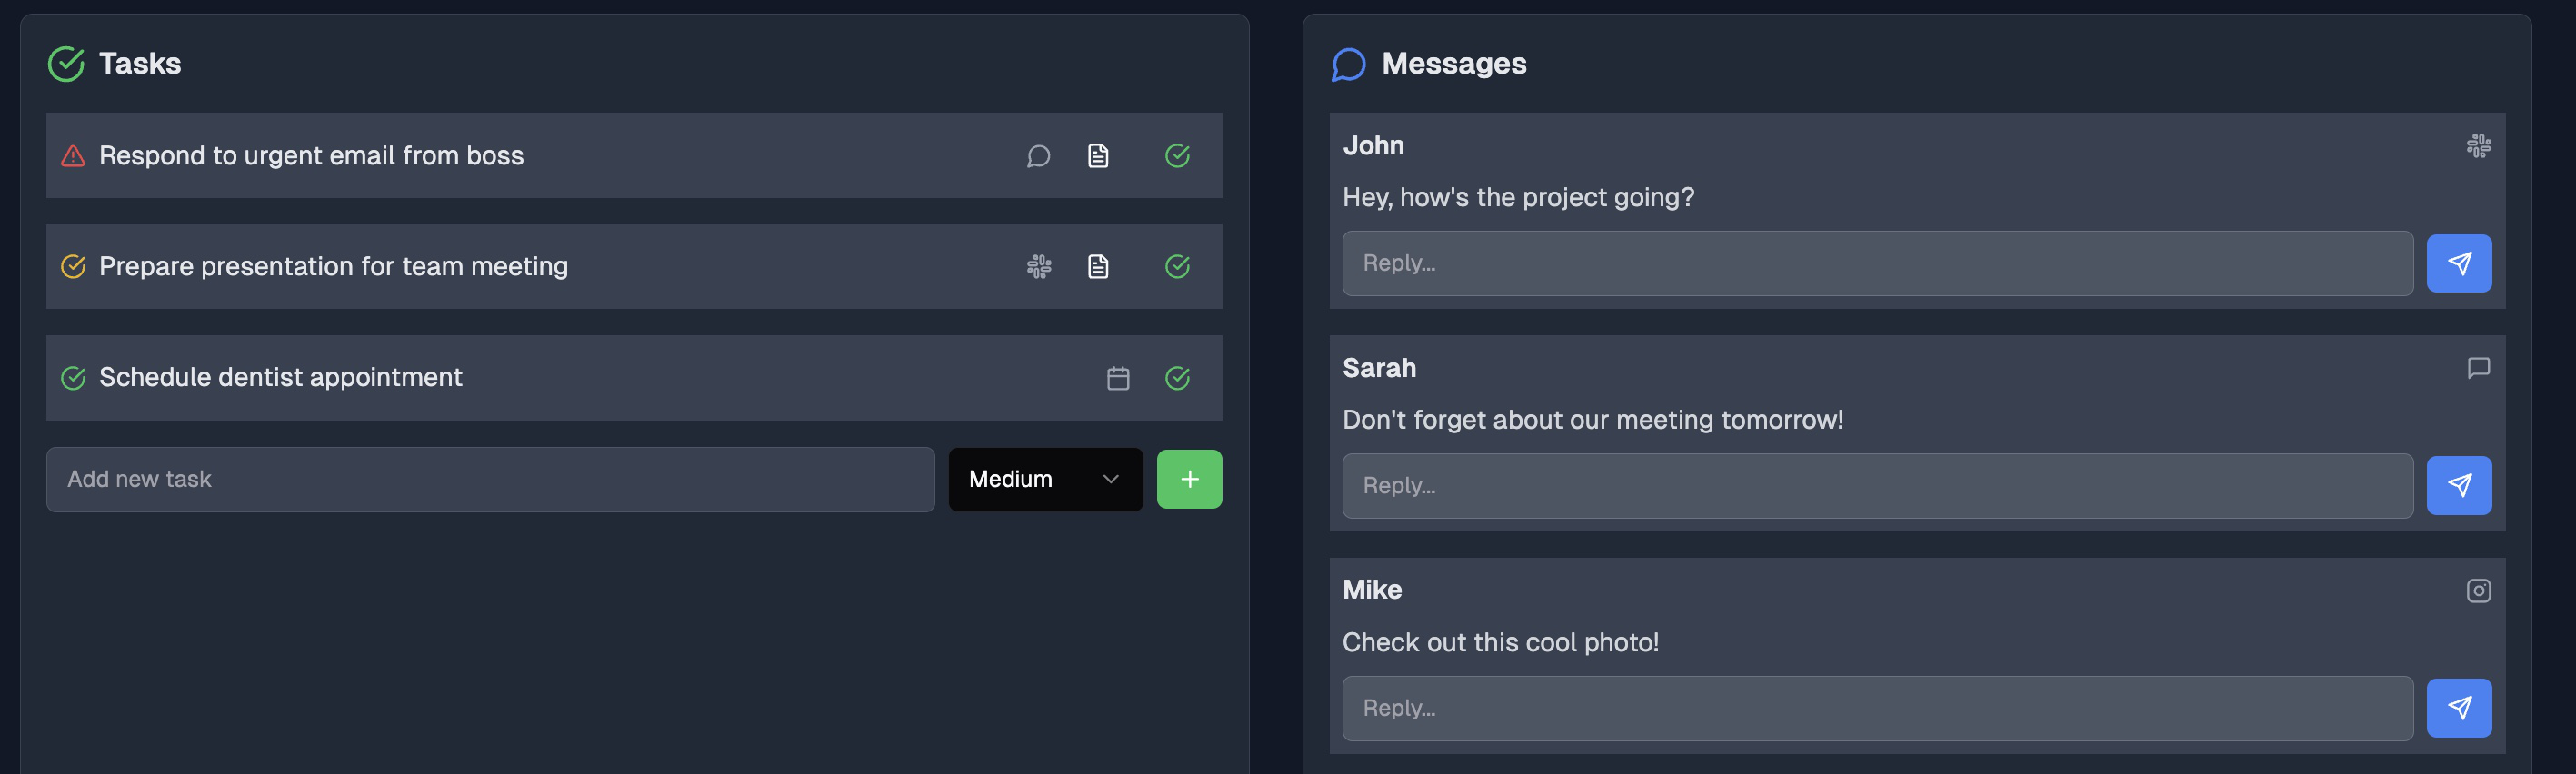 Tasks
Respond to urgent email from boss
Prepare presentation for team meeting
Schedule dentist appointment
Add new task
Medium
Messages
John
Hey, how's the project going?
Reply...
Sarah
Don't forget about our meeting tomorrow!
Reply...
Mike
Check out this cool photo!
Reply...